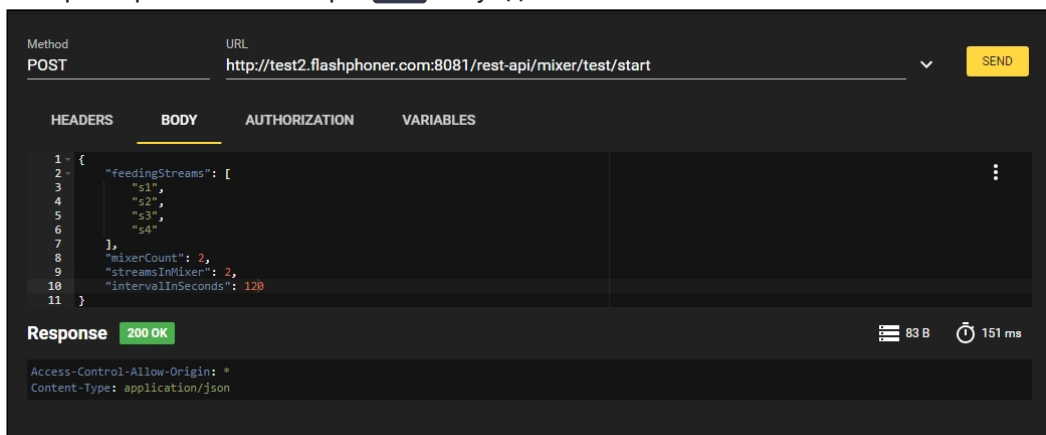 Method
POST
URL
http://test2.flashphoner.com:8081/rest-api/mixer/test/start
SEND
HEADERS BODY AUTHORIZATION VARIABLES
1 {
2 "feedingStreams": [
3 "s1",
4 "s2",
5 "s3",
6 "s4"
7 ],
8 "mixerCount": 2,
9 "streamsInMixer": 2,
10 "intervalInSeconds": 120
11 }
Response 200 OK 83 B 151 ms
Access-Control-Allow-Origin: *
Content-Type: application/json